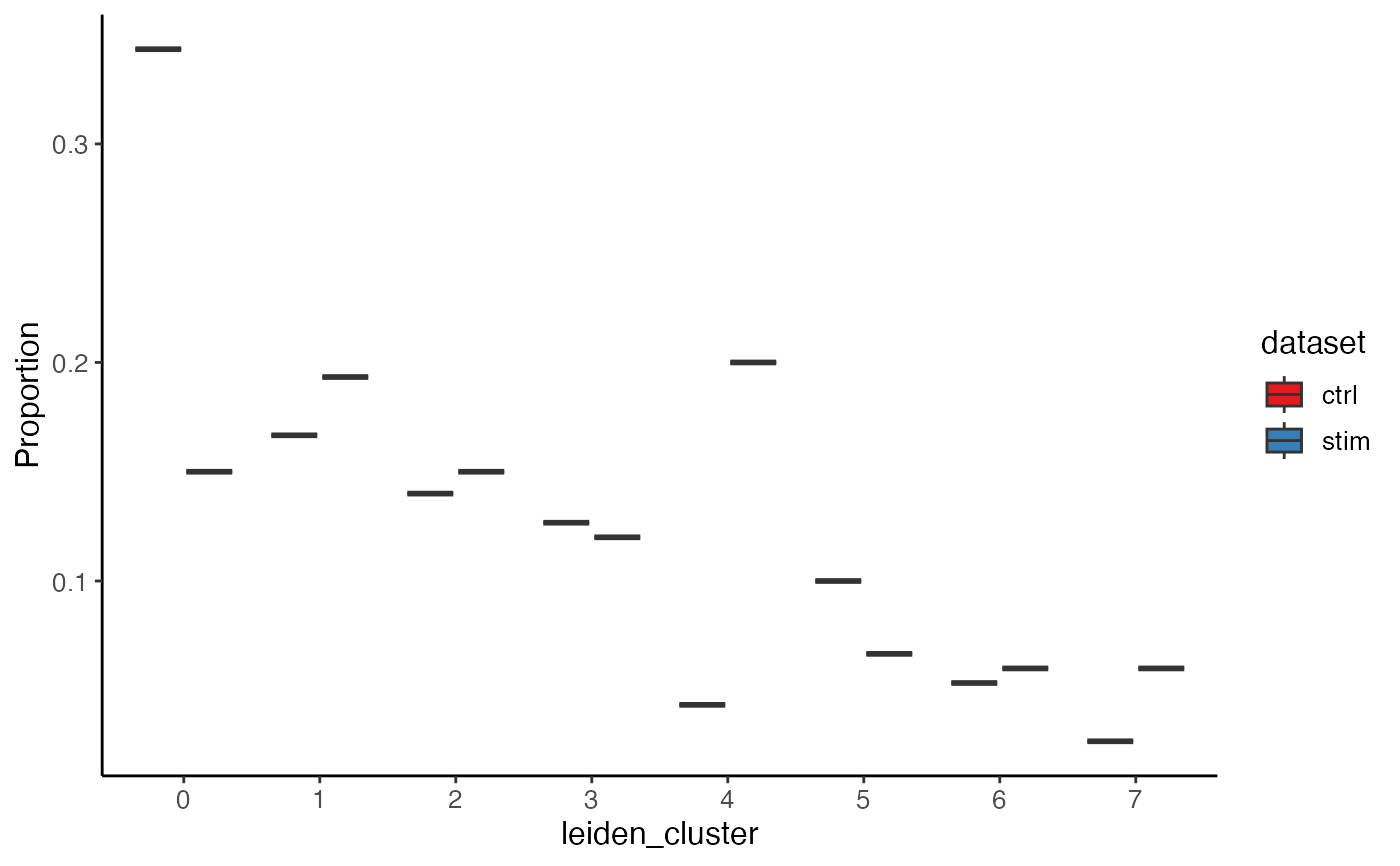 Proportion
0.3
0.2
0.1
0 1 2 3 4 5 6 7
leiden_cluster
dataset
ctrl
stim